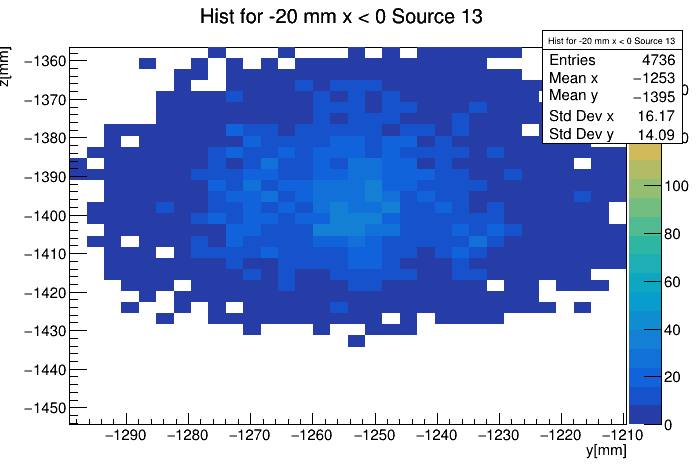 Hist for -20 mm x < 0 Source 13
Hist for -20 mm x < 0 Source 13
Entries 4736
Mean x −1253
Mean y −1395
Std Dev x 16.17
Std Dev y 14.09
z[mm]
−1360
−1370
−1380
−1390
−1400
−1410
−1420
−1430
−1440
−1450
−1290
−1280
−1270
−1260
−1250
−1240
−1230
−1220
−1210
y[mm]
100
80
60
40
20
0